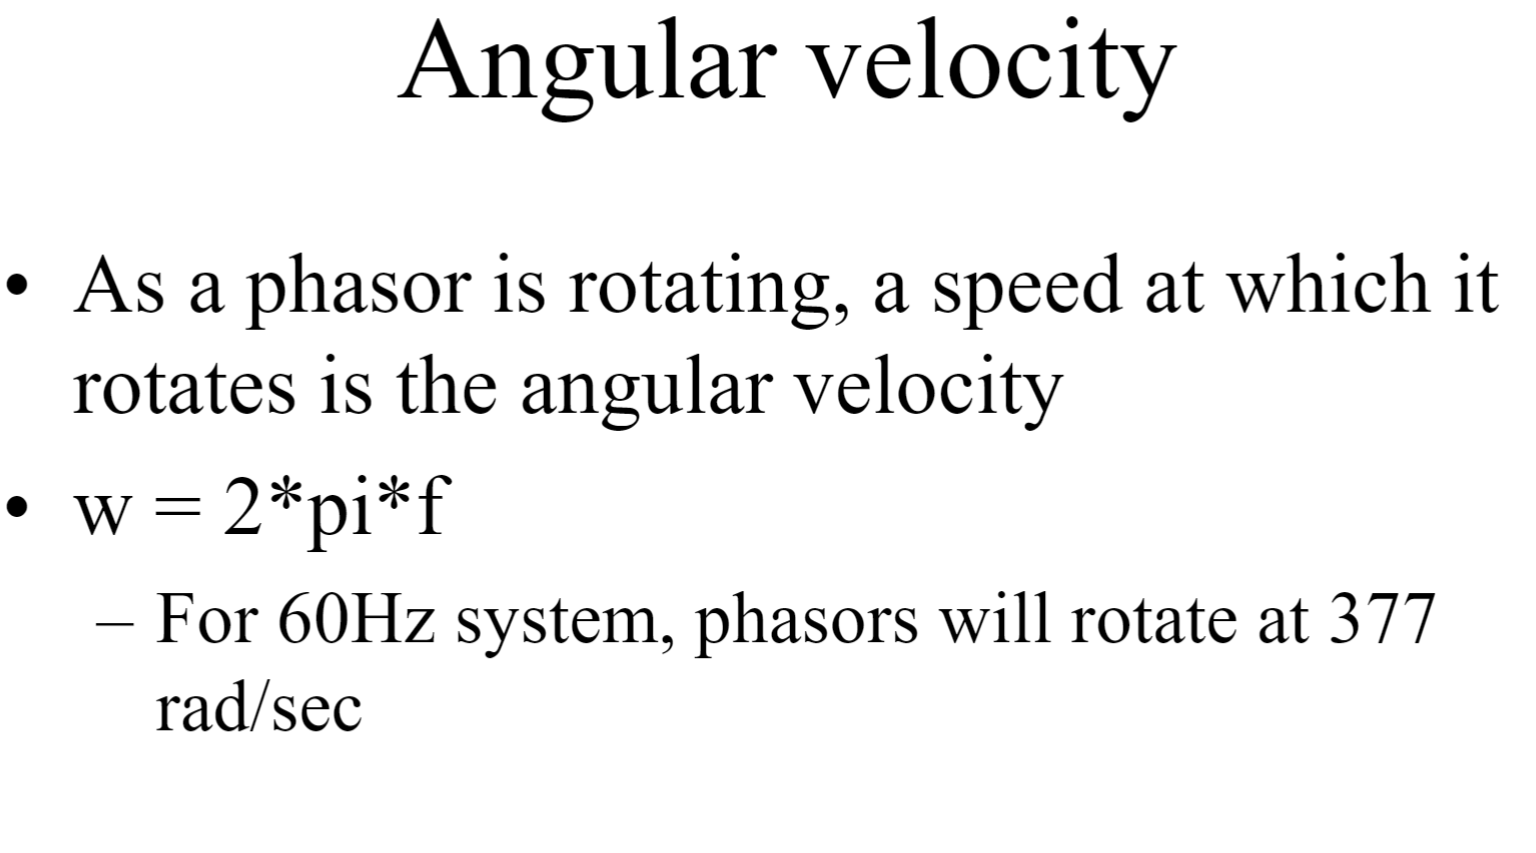 Angular velocity
• As a phasor is rotating, a speed at which it
rotates is the angular velocity
• w = 2*pi*f
– For 60Hz system, phasors will rotate at 377
rad/sec